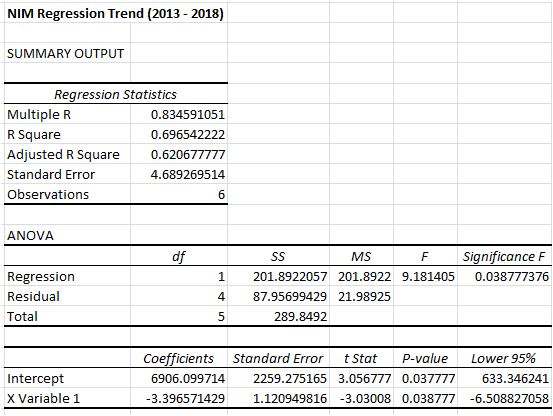 NIM Regression Trend (2013 - 2018)
SUMMARY OUTPUT
Regression Statistics
Multiple R 0.834591051
R Square 0.696542222
Adjusted R Square 0.620677777
Standard Error 4.689269514
Observations 6
ANOVA
df SS MS F Significance F
Regression 1 201.8922057 201.8922 9.181405 0.038777376
Residual 4 87.95699429 21.98925
Total 5 289.8492
Coefficients Standard Error t Stat P-value Lower 95%
Intercept 6906.099714 2259.275165 3.056777 0.037777 633.346241
X Variable 1 -3.396571429 1.120949816 -3.03008 0.038777 -6.508827058